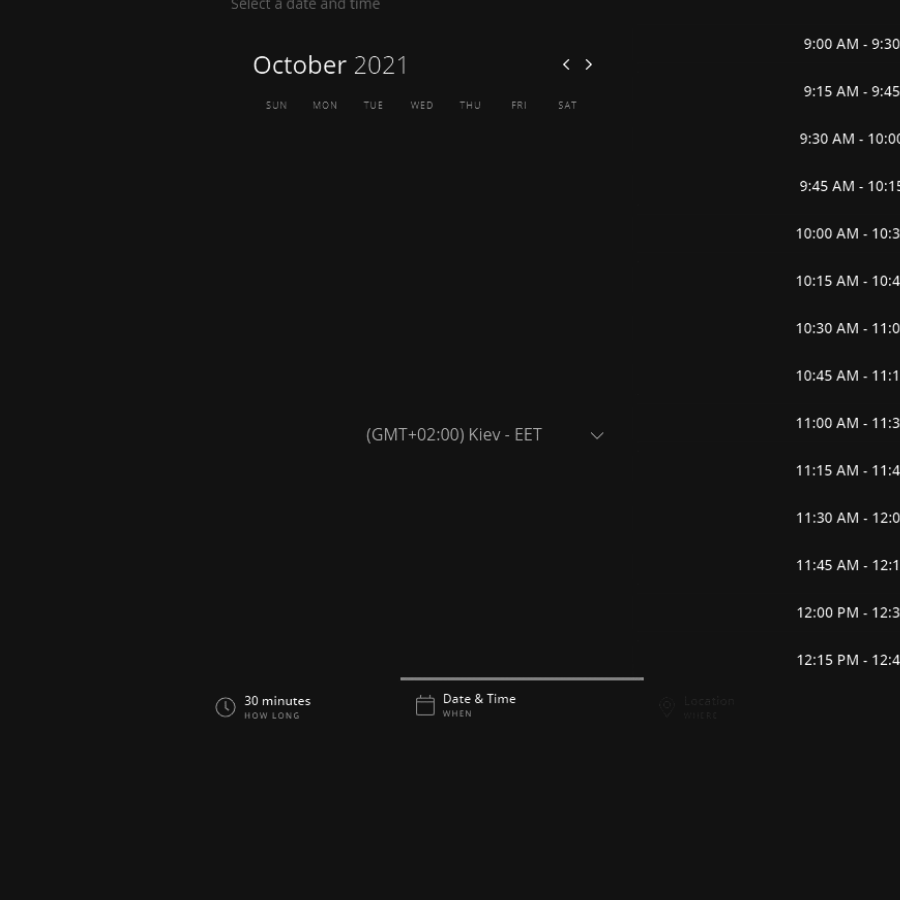 Select a date and time
October 2021
SUN MON TUE WED THU FRI SAT
(GMT+02:00) Kiev - EET
9:00 AM - 9:30
9:15 AM - 9:45
9:30 AM - 10:00
9:45 AM - 10:15
10:00 AM - 10:3
10:15 AM - 10:4
10:30 AM - 11:0
10:45 AM - 11:1
11:00 AM - 11:3
11:15 AM - 11:4
11:30 AM - 12:0
11:45 AM - 12:1
12:00 PM - 12:3
12:15 PM - 12:4
30 minutes
HOW LONG
Date & Time
WHEN
Location
WHERE